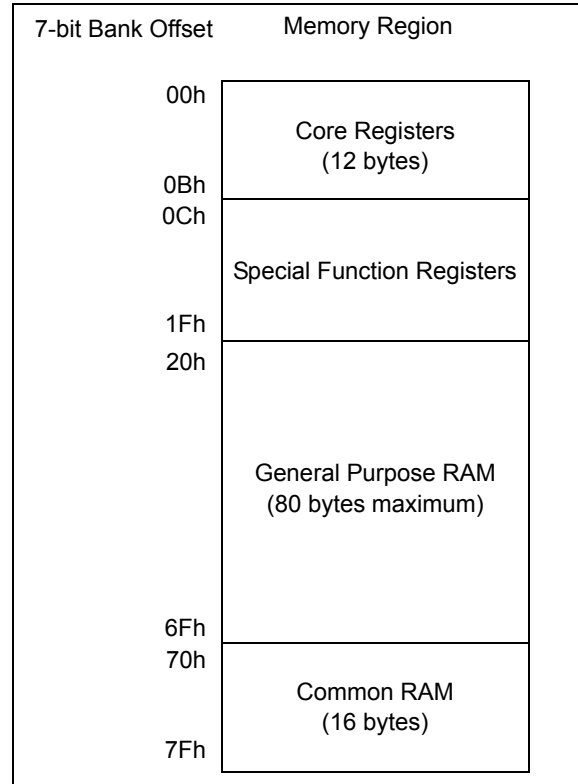 7-bit Bank Offset Memory Region
00h
Core Registers
(12 bytes)
0Bh
0Ch
Special Function Registers
1Fh
20h
General Purpose RAM
(80 bytes maximum)
6Fh
70h
Common RAM
(16 bytes)
7Fh